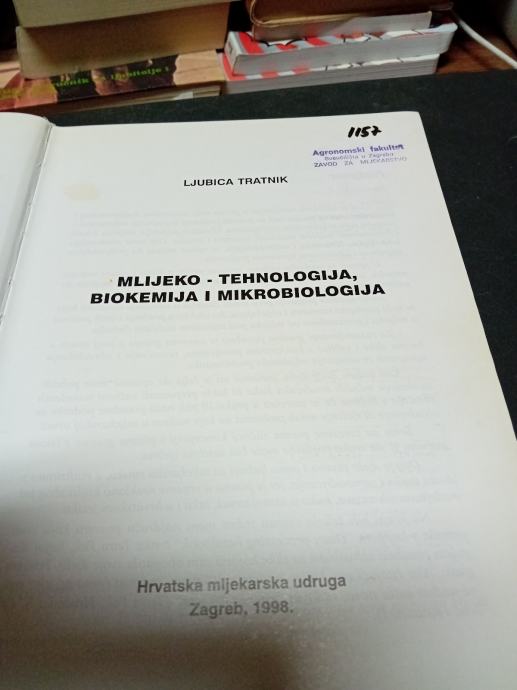 1157
Agronomski fakultet
Sveučilišta u Zagrebu
ZAVOD ZA MLJEKARSTVO
LJUBICA TRATNIK
MLIJEKO - TEHNOLOGIJA,
BIOKEMIJA I MIKROBIOLOGIJA
Hrvatska mljekarska udruga
Zagreb, 1998.